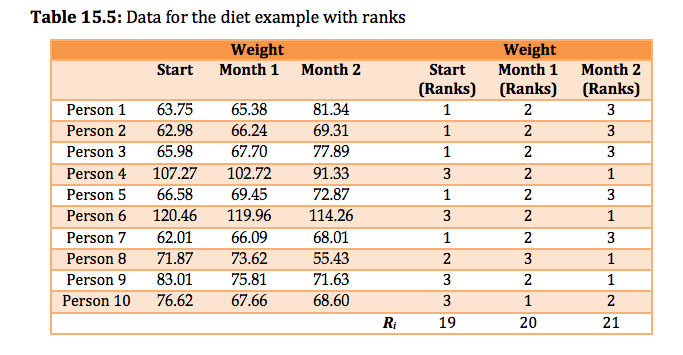 Table 15.5: Data for the diet example with ranks
Weight Weight
Start Month 1 Month 2 Start Month 1 Month 2
(Ranks) (Ranks) (Ranks)
Person 1 63.75 65.38 81.34 1 2 3
Person 2 62.98 66.24 69.31 1 2 3
Person 3 65.98 67.70 77.89 1 2 3
Person 4 107.27 102.72 91.33 3 2 1
Person 5 66.58 69.45 72.87 1 2 3
Person 6 120.46 119.96 114.26 3 2 1
Person 7 62.01 66.09 68.01 1 2 3
Person 8 71.87 73.62 55.43 2 3 1
Person 9 83.01 75.81 71.63 3 2 1
Person 10 76.62 67.66 68.60 3 1 2
Ri 19 20 21